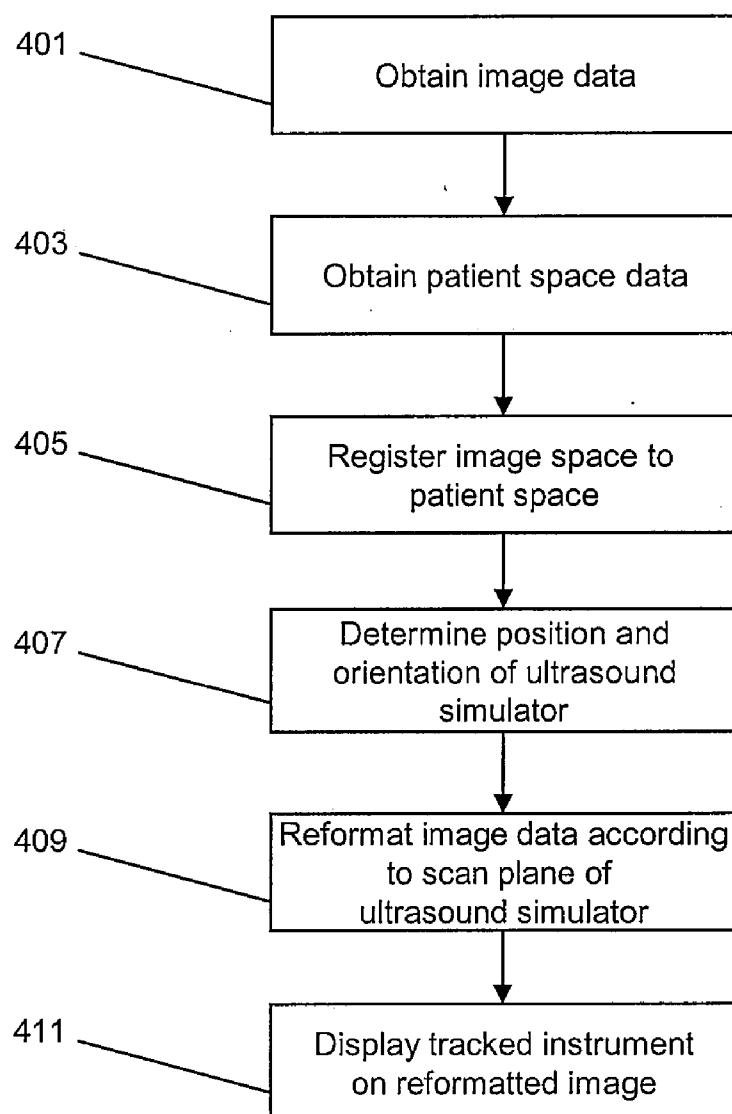 401
Obtain image data
403
Obtain patient space data
405
Register image space to
patient space
407
Determine position and
orientation of ultrasound
simulator
409
Reformat image data according
to scan plane of
ultrasound simulator
411
Display tracked instrument
on reformatted image